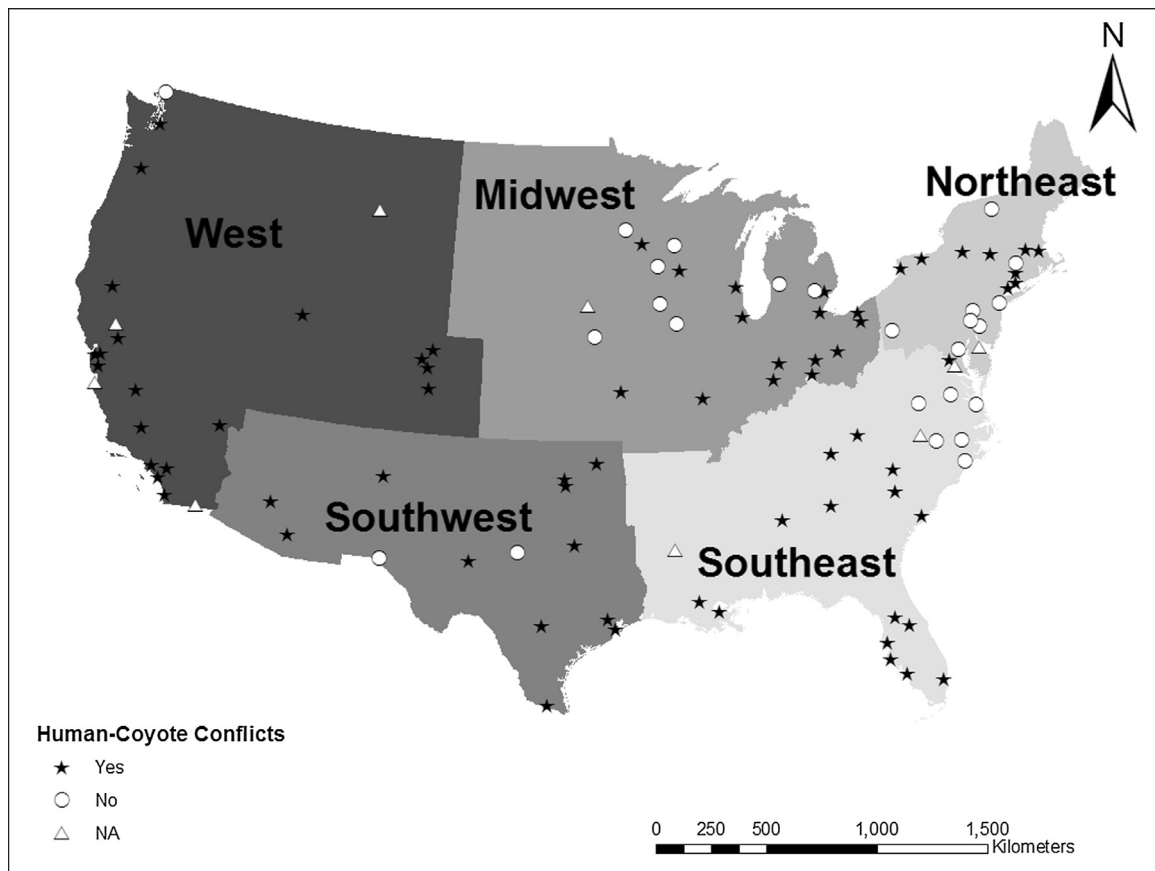 N
Northeast
Midwest
West
Southwest
Southeast
Human-Coyote Conflicts
Yes
No
NA
0 250 500 1,000 1,500
Kilometers